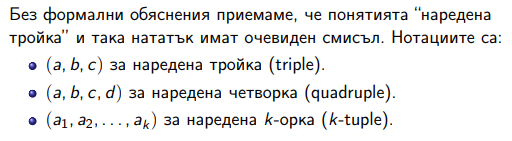 Без формални обяснения приемаме, че понятията “наредена
тройка” и така нататък имат очевиден смисъл. Нотациите са:
• (a, b, c) за наредена тройка (triple).
• (a, b, c, d) за наредена четворка (quadruple).
• (a₁, a₂, . . . , aₖ) за наредена k-орка (k-tuple).